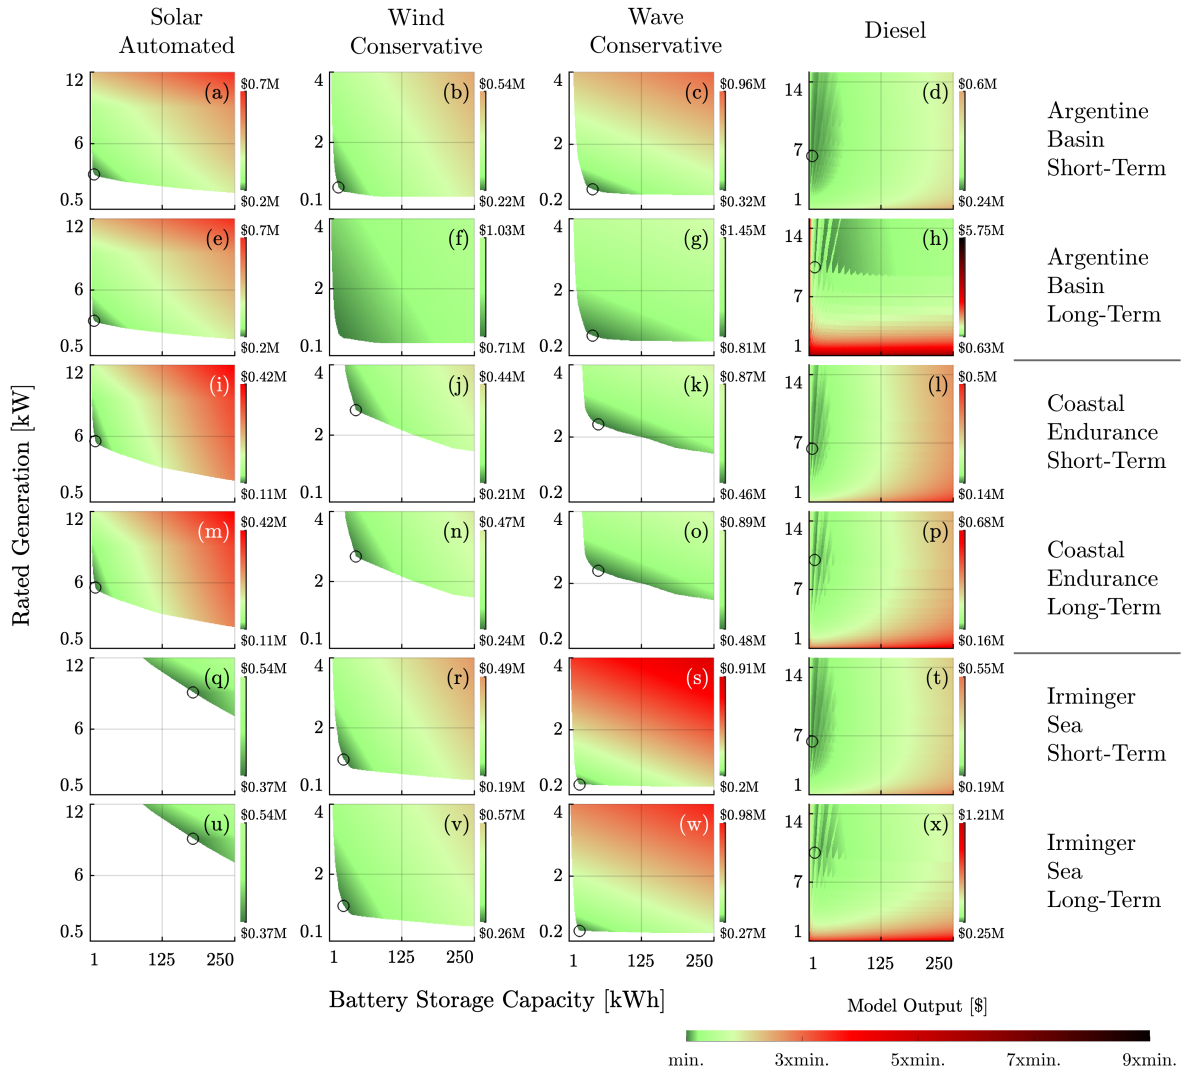 Solar
Automated
Wind
Conservative
Wave
Conservative
Diesel
12
6
0.5
(a)
$0.7M
$0.2M
4
2
0.1
(b)
$0.54M
$0.22M
4
2
0.2
(c)
$0.96M
$0.32M
14
7
1
(d)
$0.6M
$0.24M
Argentine
Basin
Short-Term
12
6
0.5
(e)
$0.7M
$0.2M
4
2
0.1
(f)
$1.03M
$0.71M
4
2
0.2
(g)
$1.45M
$0.81M
14
7
1
(h)
$5.75M
$0.63M
Argentine
Basin
Long-Term
12
6
0.5
(i)
$0.42M
$0.11M
4
2
0.1
(j)
$0.44M
$0.21M
4
2
0.2
(k)
$0.87M
$0.46M
14
7
1
(l)
$0.5M
$0.14M
Coastal
Endurance
Short-Term
12
6
0.5
(m)
$0.42M
$0.11M
4
2
0.1
(n)
$0.47M
$0.24M
4
2
0.2
(o)
$0.89M
$0.48M
14
7
1
(p)
$0.68M
$0.16M
Coastal
Endurance
Long-Term
12
6
0.5
(q)
$0.54M
$0.37M
4
2
0.1
(r)
$0.49M
$0.19M
4
2
0.2
(s)
$0.91M
$0.2M
14
7
1
(t)
$0.55M
$0.19M
Irminger
Sea
Short-Term
12
6
0.5
(u)
$0.54M
$0.37M
4
2
0.1
(v)
$0.57M
$0.26M
4
2
0.2
(w)
$0.98M
$0.27M
14
7
1
(x)
$1.21M
$0.25M
Irminger
Sea
Long-Term
1 125 250
1 125 250
1 125 250
1 125 250
Rated Generation [kW]
Battery Storage Capacity [kWh]
Model Output [$]
min. 3xmin. 5xmin. 7xmin. 9xmin.